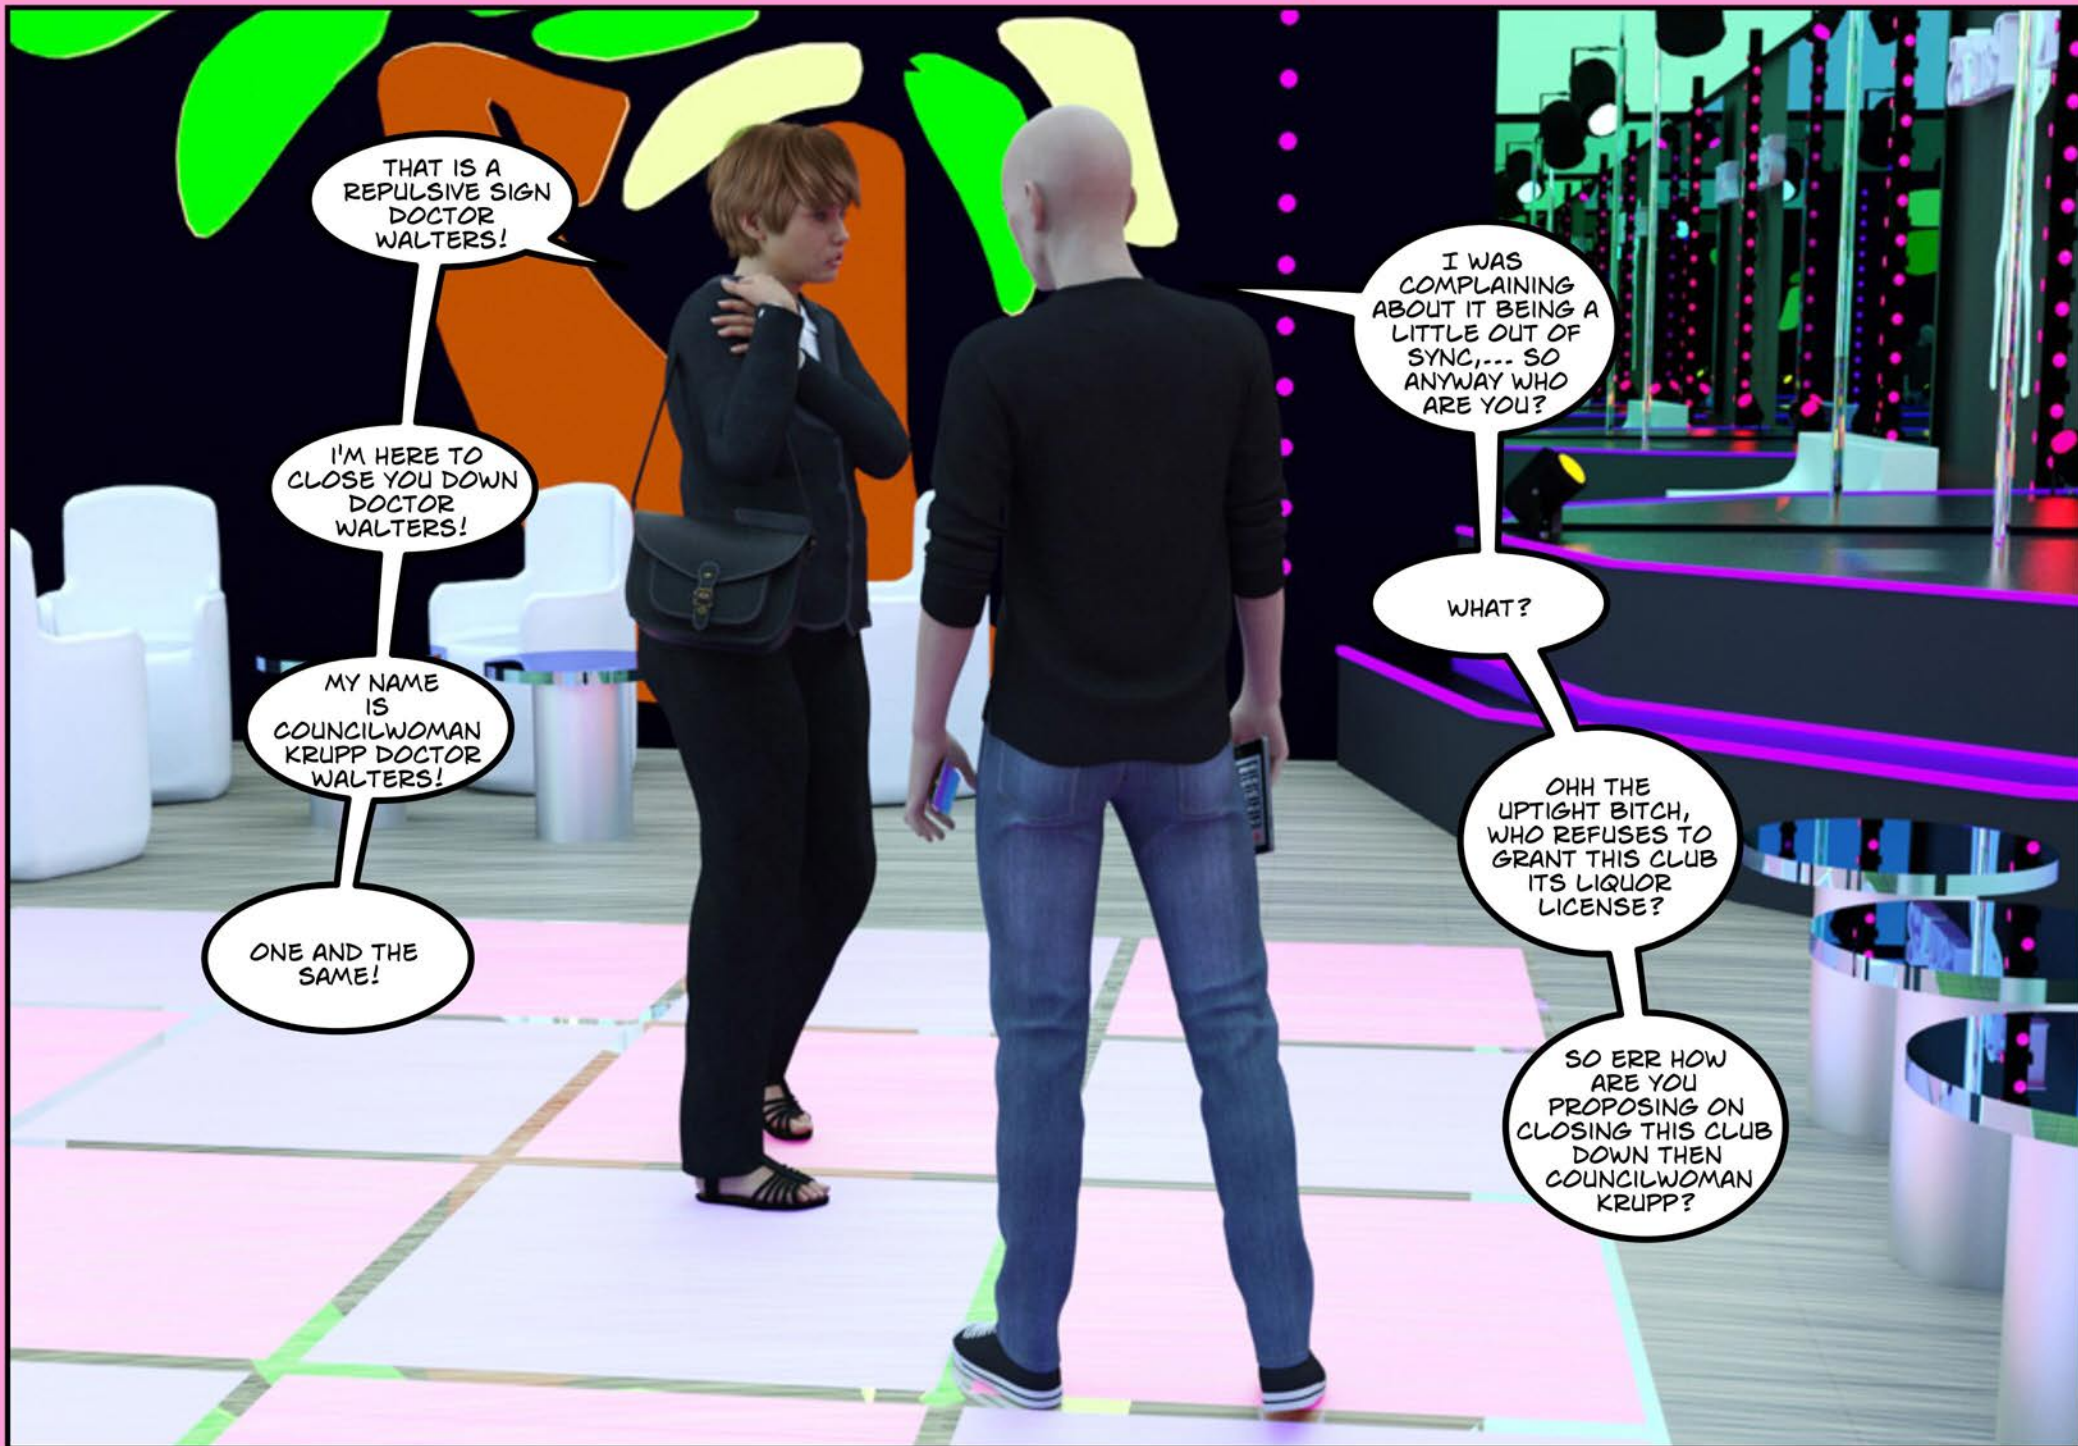 THAT IS A
REPULSIVE SIGN
DOCTOR
WALTERS!
I WAS
COMPLAINING
ABOUT IT BEING A
LITTLE OUT OF
SYNC,... SO
ANYWAY WHO
ARE YOU?
I'M HERE TO
CLOSE YOU DOWN
DOCTOR
WALTERS!
WHAT?
MY NAME
IS
COUNCILWOMAN
KRUPP DOCTOR
WALTERS!
OHH THE
UPTIGHT BITCH,
WHO REFUSES TO
GRANT THIS CLUB
ITS LIQUOR
LICENSE?
ONE AND THE
SAME!
SO ERR HOW
ARE YOU
PROPOSING ON
CLOSING THIS CLUB
DOWN THEN
COUNCILWOMAN
KRUPP?